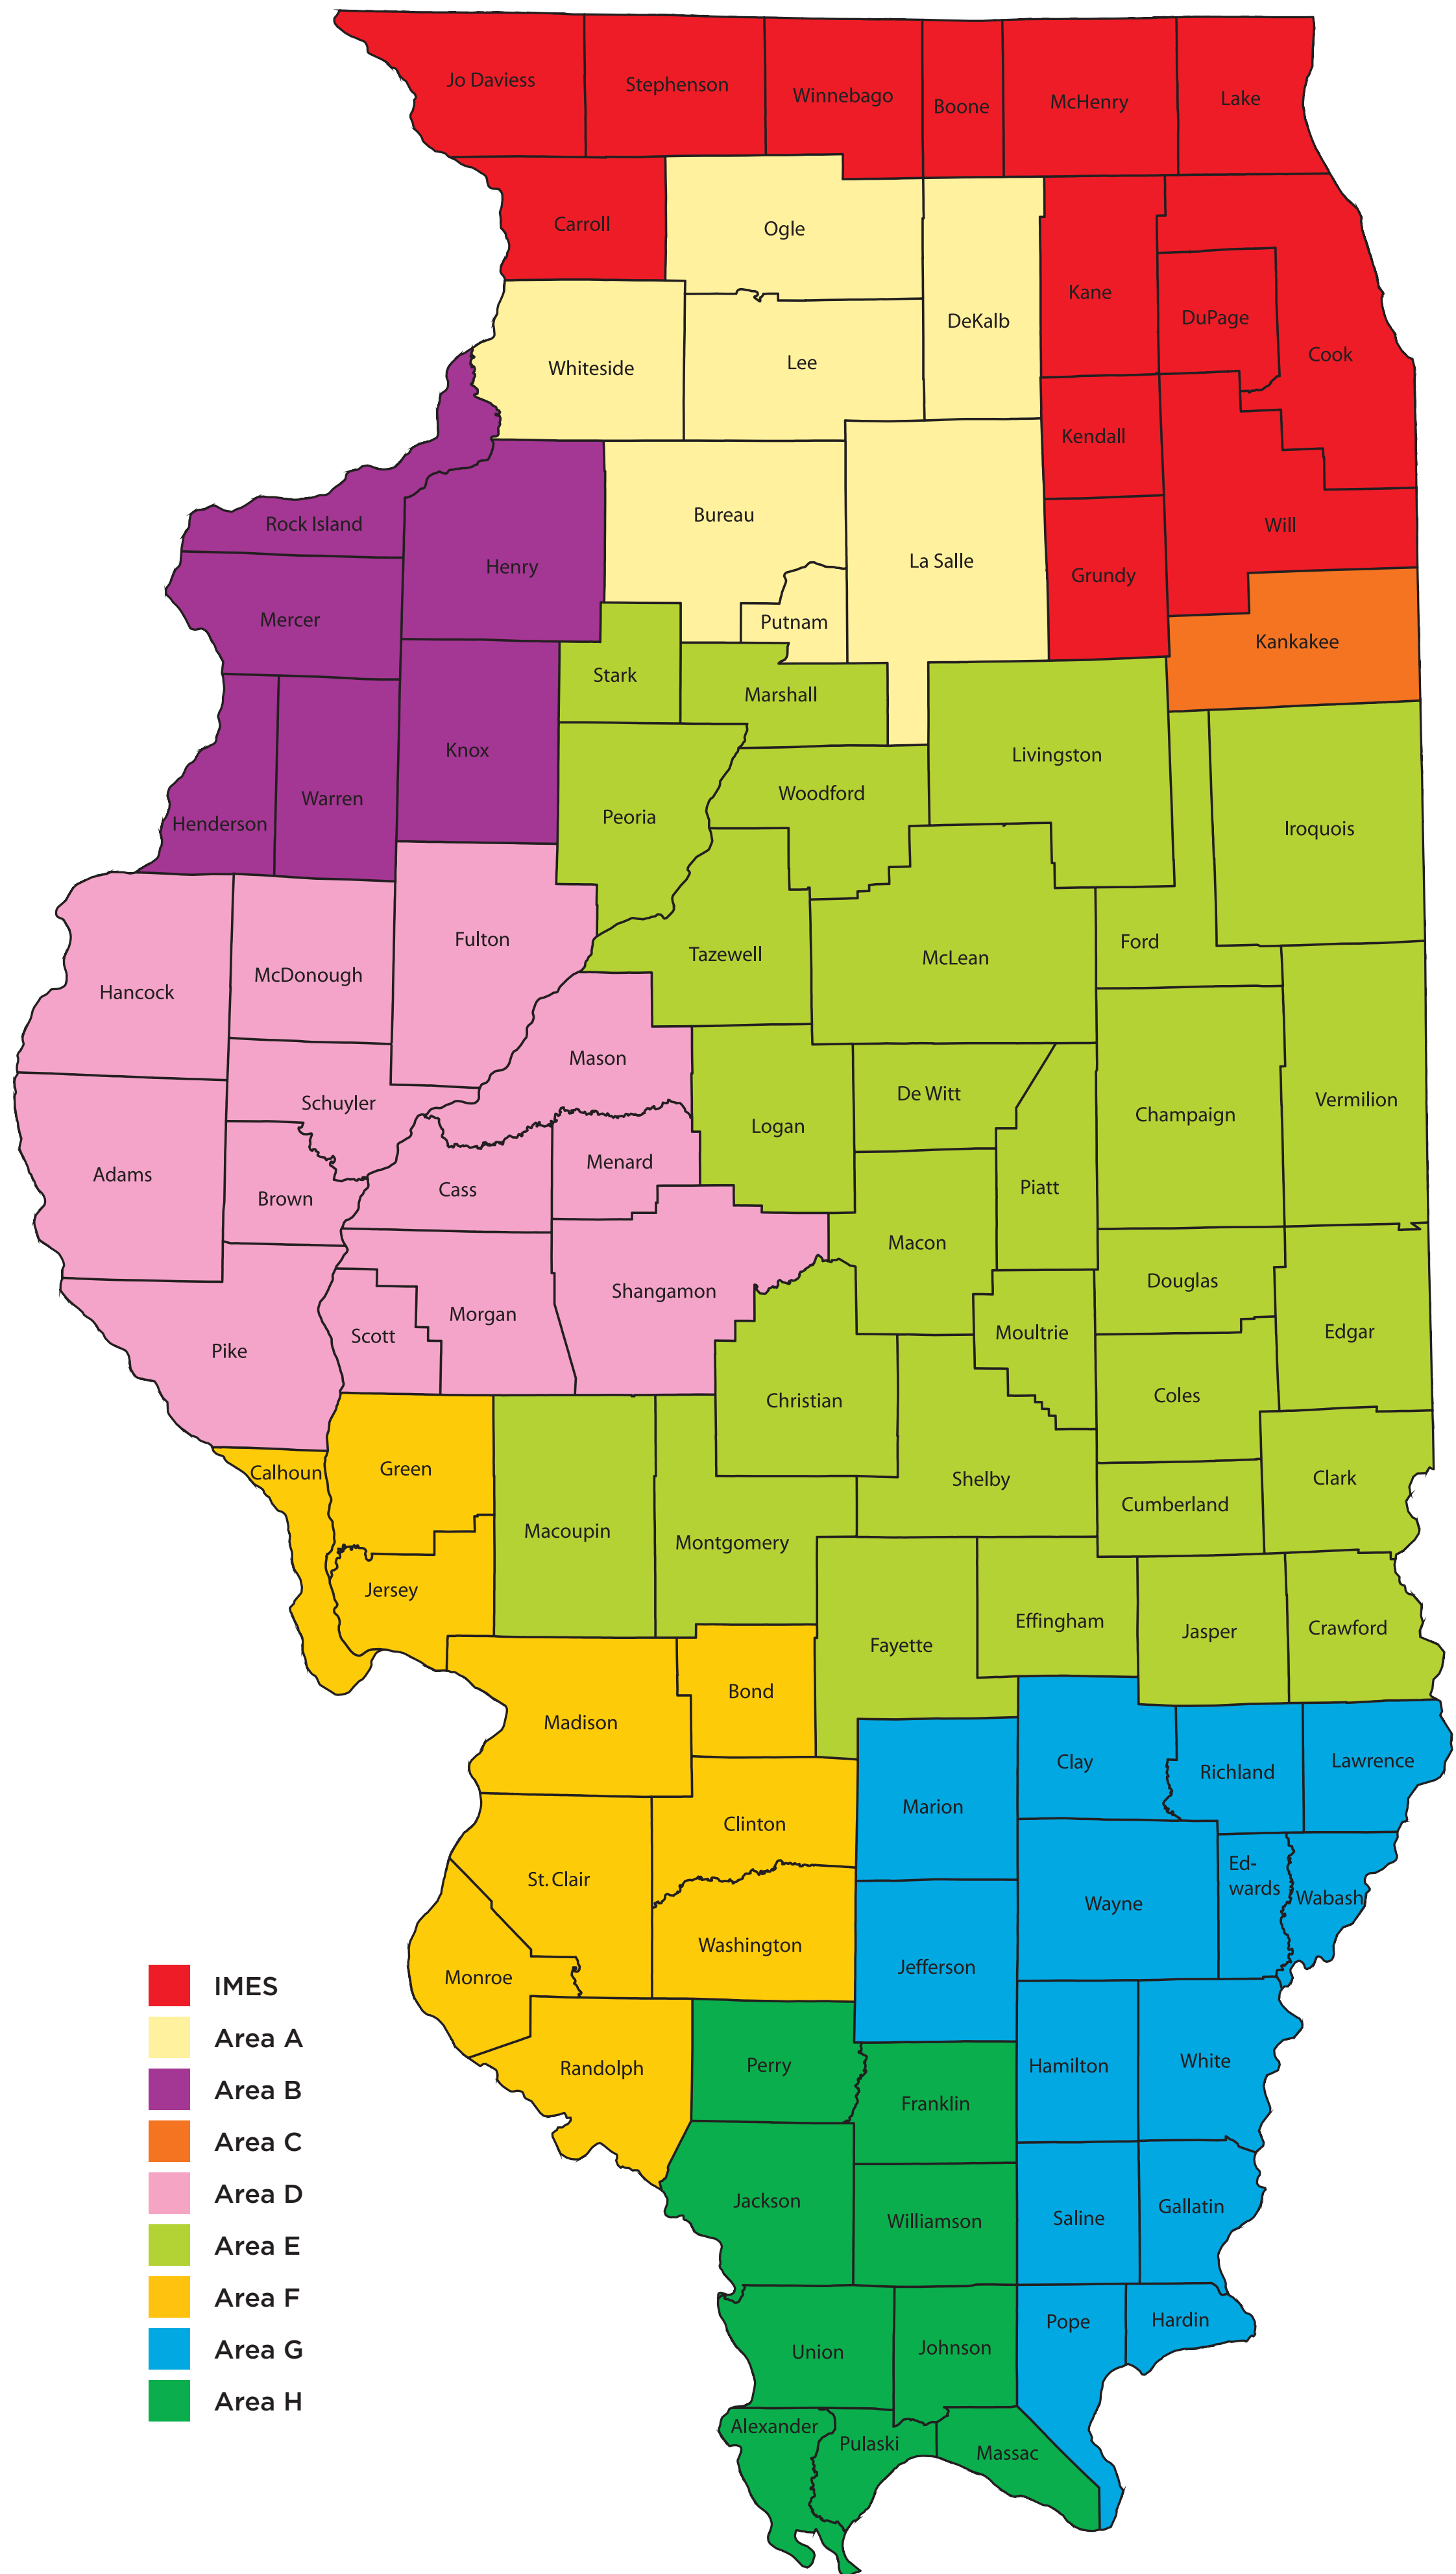 Jo Daviess
Stephenson
Winnebago
Boone
McHenry
Lake
Carroll
Ogle
DeKalb
Kane
DuPage
Cook
Whiteside
Lee
Kendall
Rock Island
Henry
Bureau
La Salle
Will
Grundy
Mercer
Putnam
Kankakee
Stark
Marshall
Henderson
Warren
Knox
Peoria
Woodford
Livingston
Iroquois
Hancock
McDonough
Fulton
Tazewell
McLean
Ford
Mason
Schuyler
Logan
De Witt
Champaign
Vermilion
Adams
Brown
Cass
Menard
Piatt
Macon
Pike
Scott
Morgan
Shangamon
Christian
Moultrie
Douglas
Edgar
Coles
Calhoun
Green
Macoupin
Montgomery
Shelby
Cumberland
Clark
Jersey
Fayette
Effingham
Jasper
Crawford
Madison
Bond
Clay
Richland
Lawrence
Clinton
Marion
St. Clair
Wayne
Ed-
wards
Wabash
Washington
Jefferson
Monroe
Randolph
Perry
Franklin
Hamilton
White
Jackson
Williamson
Saline
Gallatin
Union
Johnson
Pope
Hardin
Alexander
Pulaski
Massac
IMES
Area A
Area B
Area C
Area D
Area E
Area F
Area G
Area H